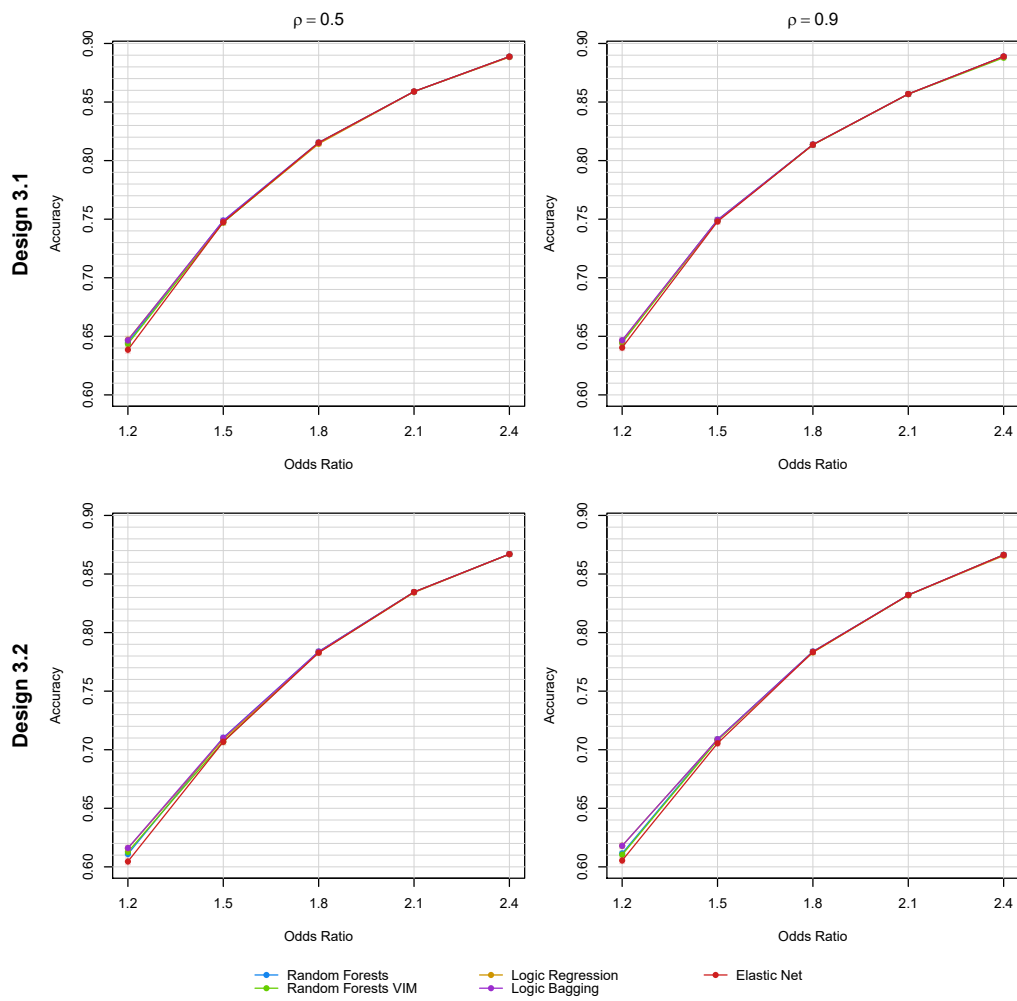 ρ = 0.5
ρ = 0.9
Design 3.1
Accuracy
0.90
0.85
0.80
0.75
0.70
0.65
0.60
1.2 1.5 1.8 2.1 2.4
Odds Ratio
Accuracy
0.90
0.85
0.80
0.75
0.70
0.65
0.60
1.2 1.5 1.8 2.1 2.4
Odds Ratio
Design 3.2
Accuracy
0.90
0.85
0.80
0.75
0.70
0.65
0.60
1.2 1.5 1.8 2.1 2.4
Odds Ratio
Accuracy
0.90
0.85
0.80
0.75
0.70
0.65
0.60
1.2 1.5 1.8 2.1 2.4
Odds Ratio
Random Forests
Random Forests VIM
Logic Regression
Logic Bagging
Elastic Net